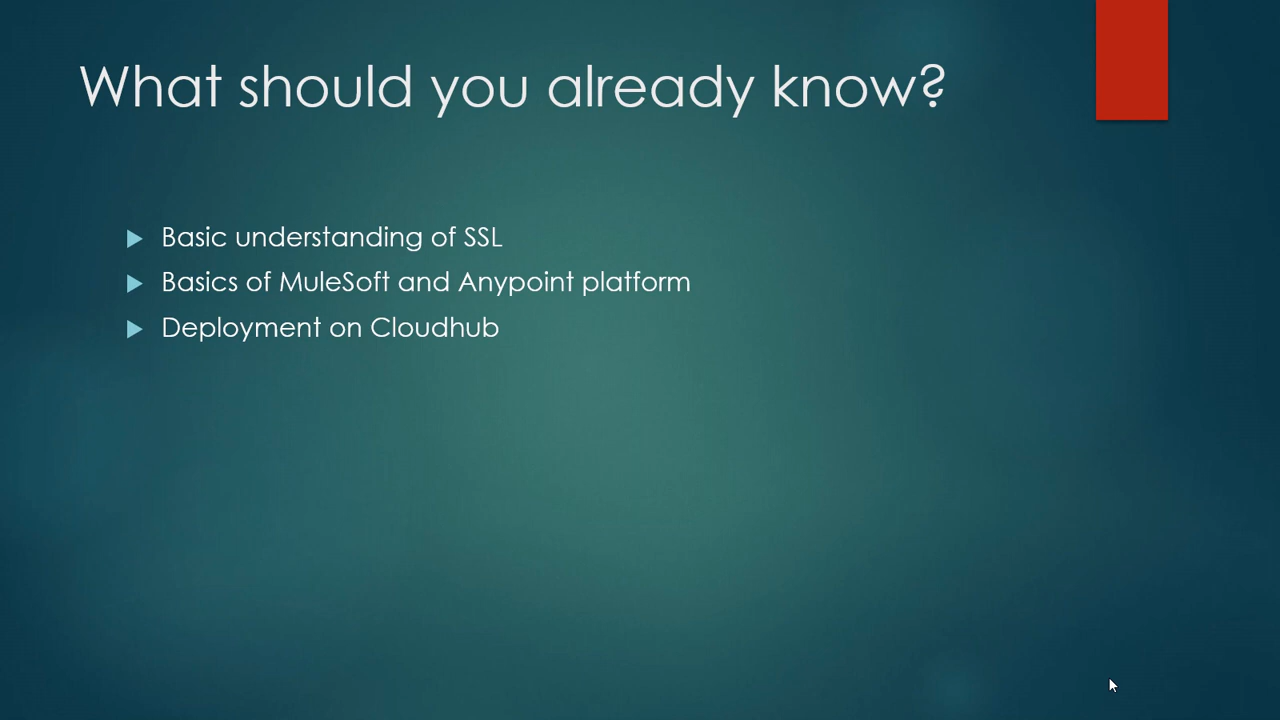 What should you already know?
Basic understanding of SSL
Basics of MuleSoft and Anypoint platform
Deployment on Cloudhub